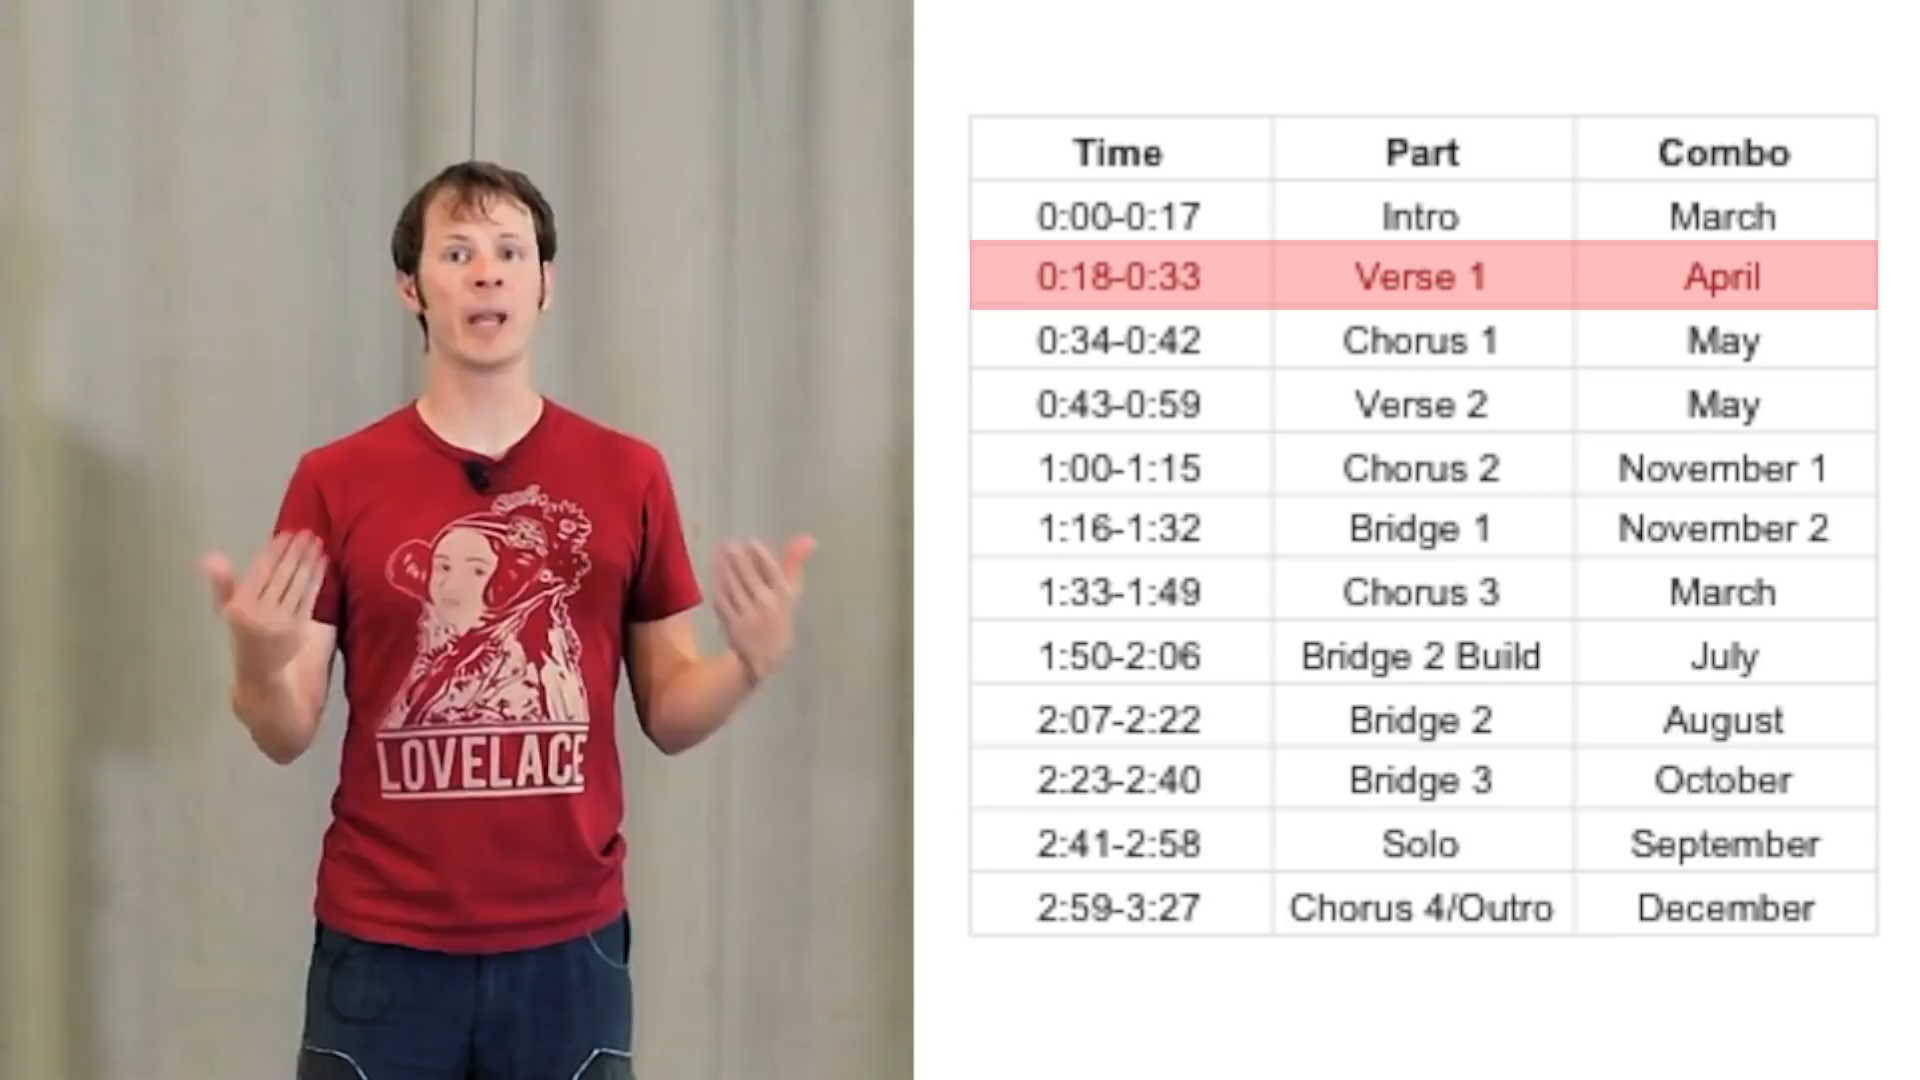 LOVELACE
Time Part Combo
0:00-0:17 Intro March
0:18-0:33 Verse 1 April
0:34-0:42 Chorus 1 May
0:43-0:59 Verse 2 May
1:00-1:15 Chorus 2 November 1
1:16-1:32 Bridge 1 November 2
1:33-1:49 Chorus 3 March
1:50-2:06 Bridge 2 Build July
2:07-2:22 Bridge 2 August
2:23-2:40 Bridge 3 October
2:41-2:58 Solo September
2:59-3:27 Chorus 4/Outro December